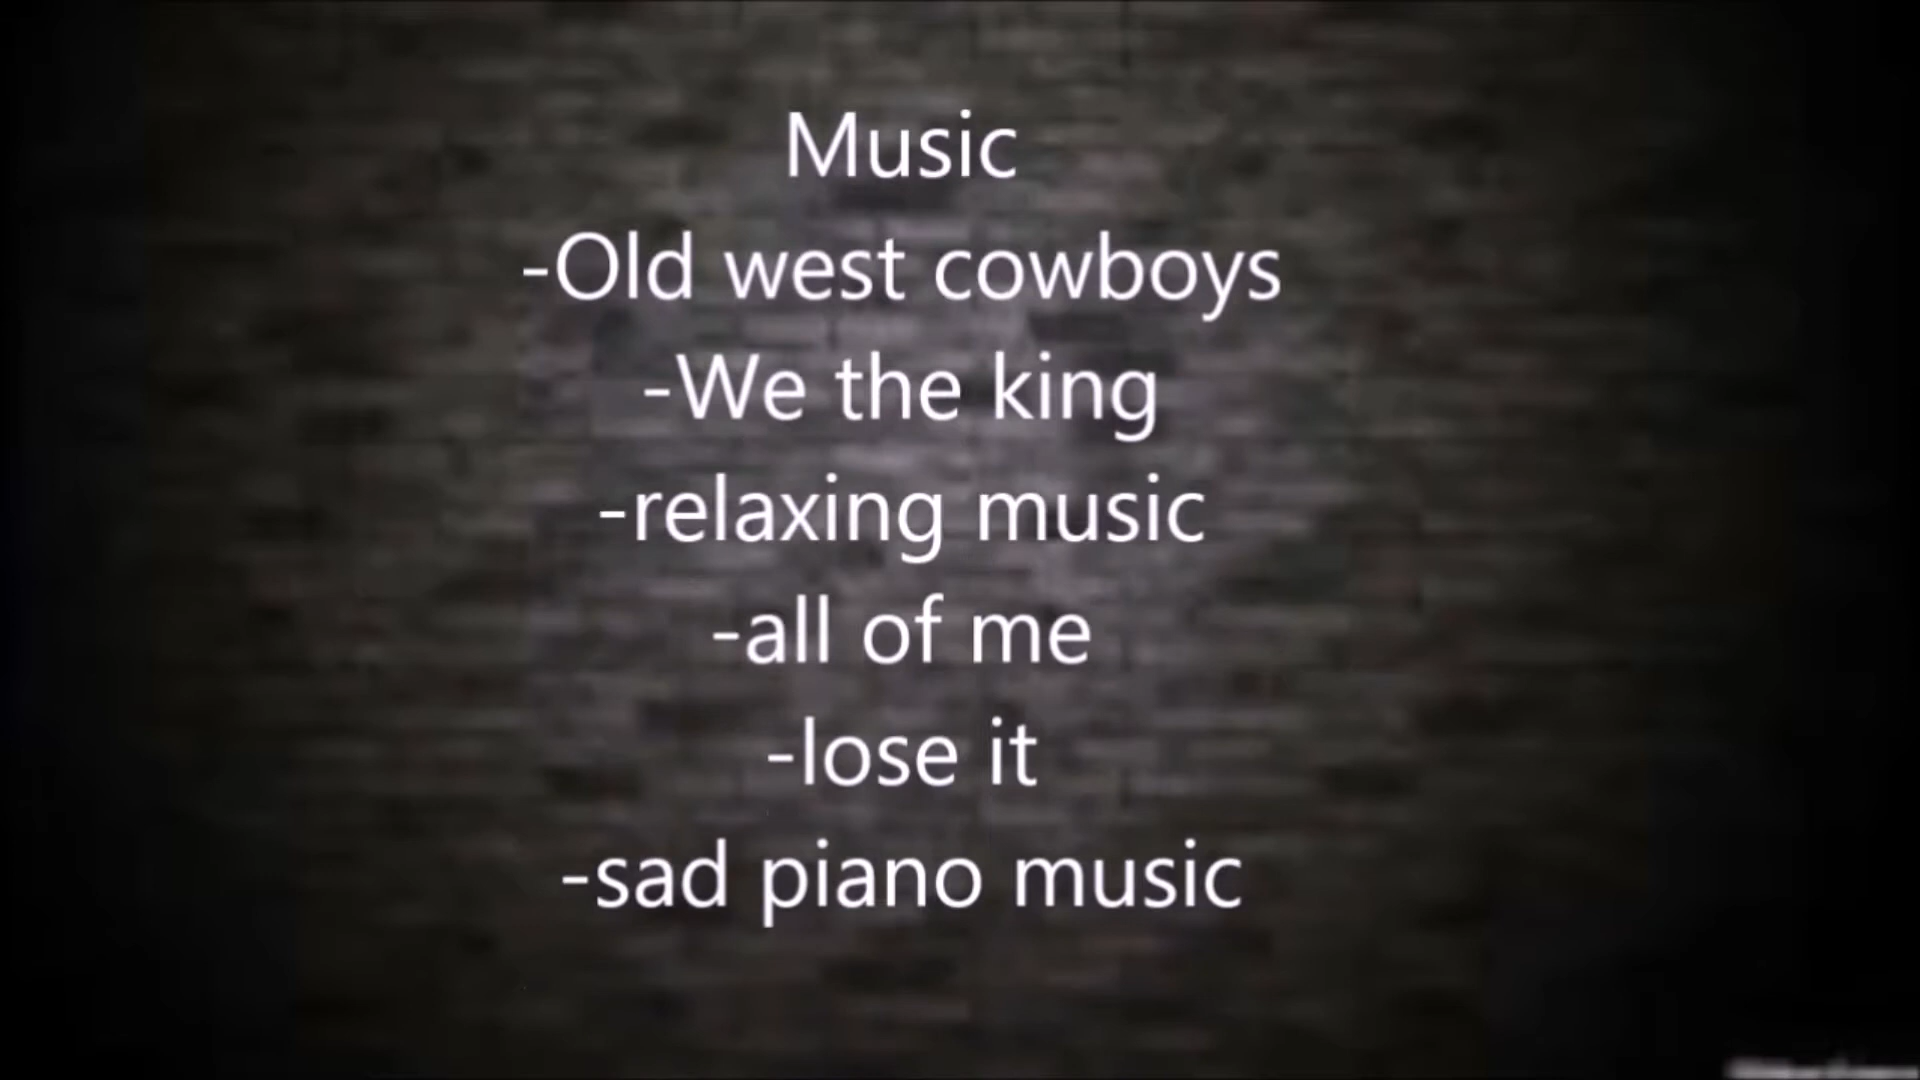 Music
-Old west cowboys
-We the king
-relaxing music
-all of me
-lose it
-sad piano music